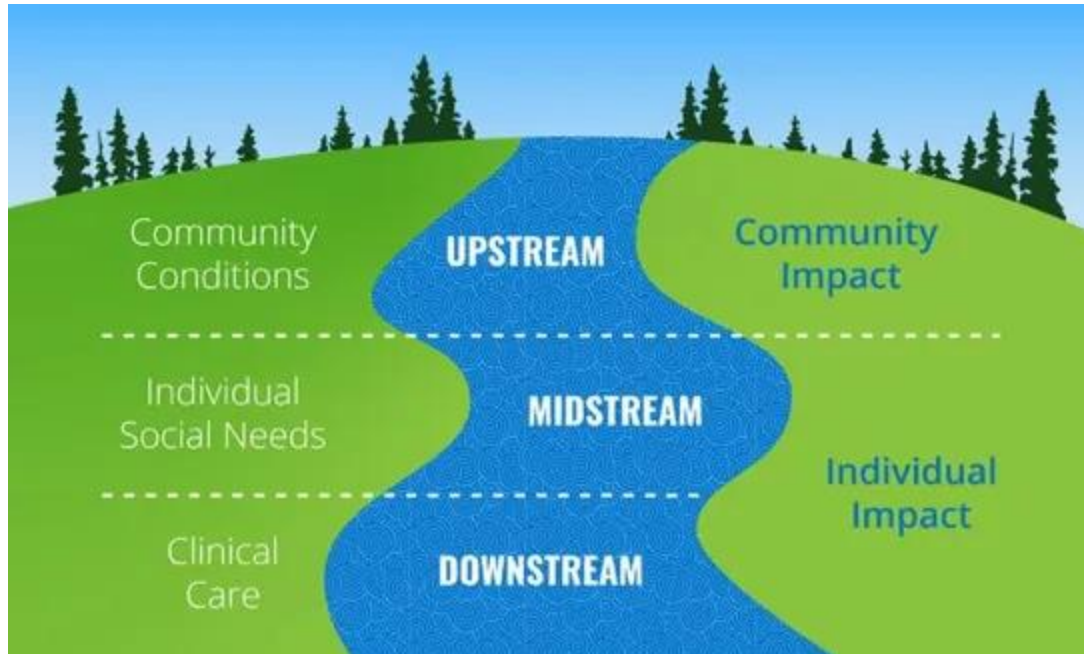 Community
Conditions
UPSTREAM
Community
Impact
Individual
Social Needs
MIDSTREAM
Individual
Impact
Clinical
Care
DOWNSTREAM